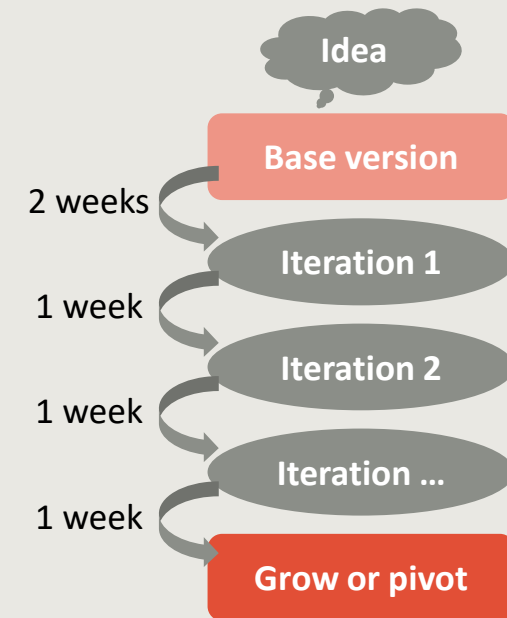 Idea
Base version
2 weeks
Iteration 1
1 week
Iteration 2
1 week
Iteration …
1 week
Grow or pivot